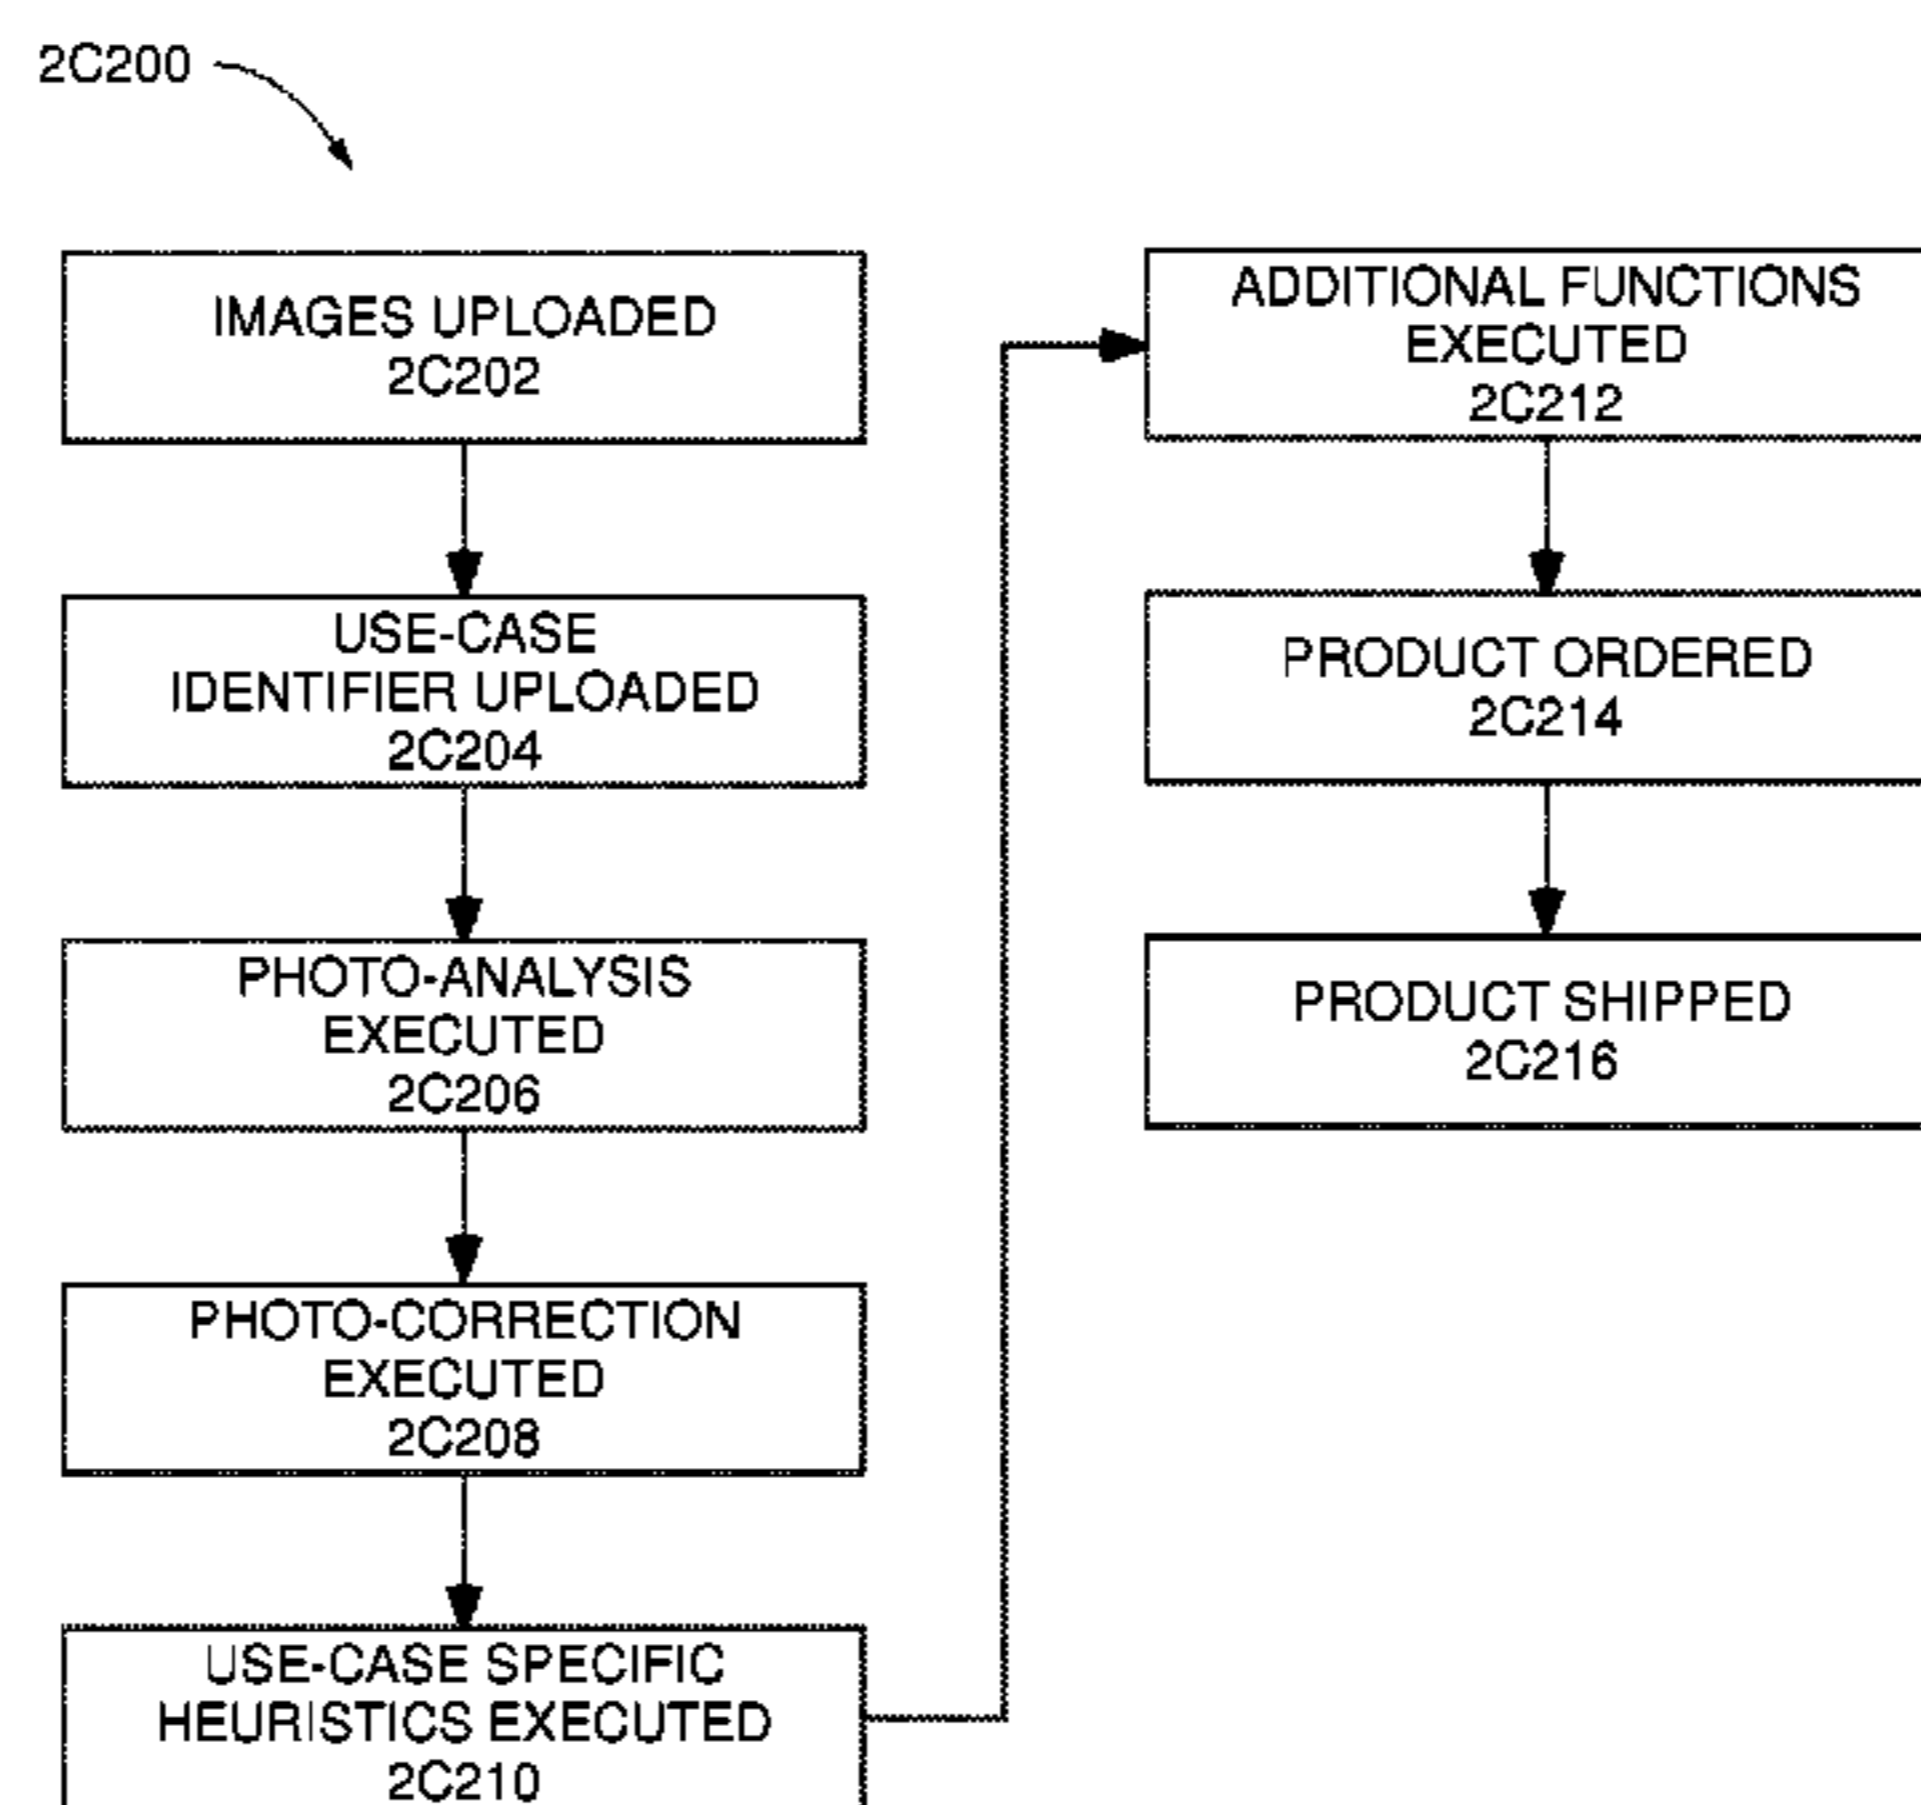 2C200
IMAGES UPLOADED
2C202
USE-CASE
IDENTIFIER UPLOADED
2C204
PHOTO-ANALYSIS
EXECUTED
2C206
PHOTO-CORRECTION
EXECUTED
2C208
USE-CASE SPECIFIC
HEURISTICS EXECUTED
2C210
ADDITIONAL FUNCTIONS
EXECUTED
2C212
PRODUCT ORDERED
2C214
PRODUCT SHIPPED
2C216